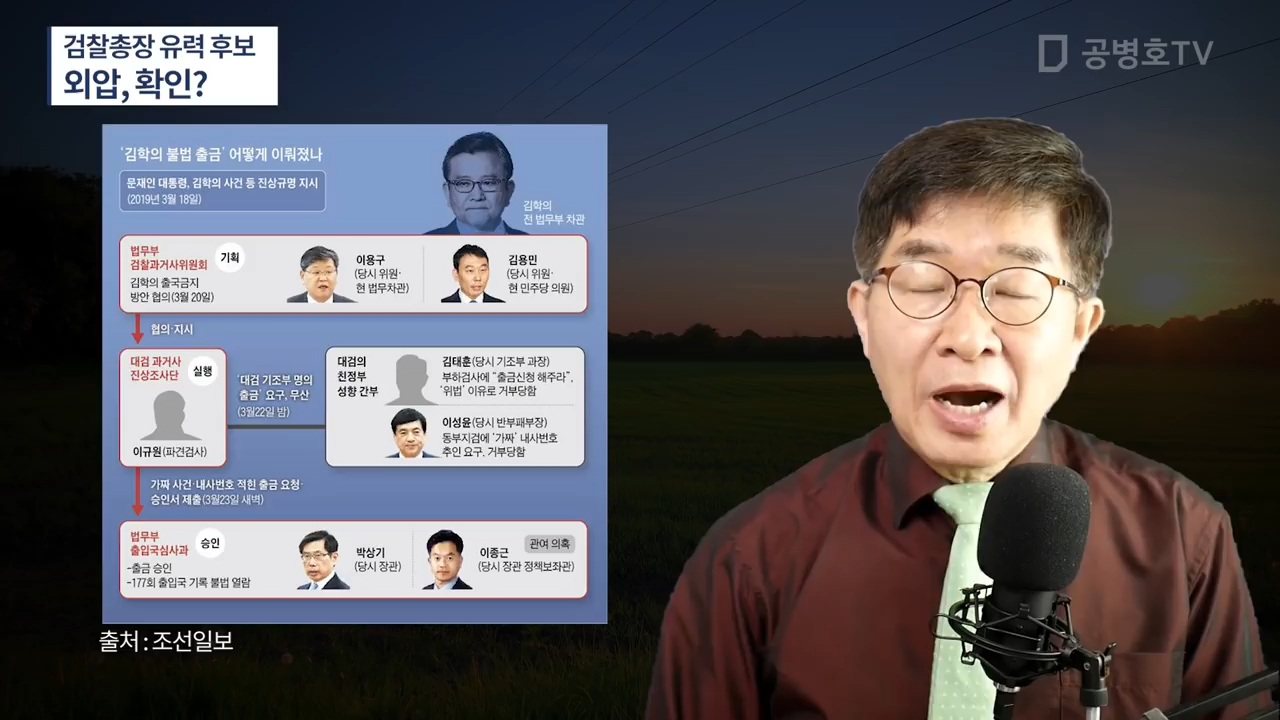 검찰총장 유력 후보
외압, 확인?
공병호TV
'김학의 불법 출금' 어떻게 이뤄졌나
문재인 대통령, 김학의 사건 등 진상규명 지시
(2019년 3월 18일)
김학의
전 법무부 차관
법무부
검찰과거사위원회
기획
김학의 출국금지
방안 협의(3월 20일)
이용구
(당시 위원·
현 법무차관)
김용민
(당시 위원·
현 민주당 의원)
협의·지시
대검 과거사
진상조사단
실행
이규원(파견검사)
'대검 기조부 명의
출금' 요구, 무산
(3월22일 밤)
대검의
친정부
성향 간부
김태훈(당시 기조부 과장)
부하검사에 "출금신청 해주라",
'위법' 이유로 거부당함
이성윤(당시 반부패부장)
동부지검에 '가짜' 내사번호
추인 요구. 거부당함
가짜 사건·내사번호 적힌 출금 요청·
승인서 제출(3월23일 새벽)
법무부
출입국심사과
승인
-출금 승인
-177회 출입국 기록 불법 열람
박상기
(당시 장관)
이종근
(당시 장관 정책보좌관)
관여 의혹
출처 : 조선일보